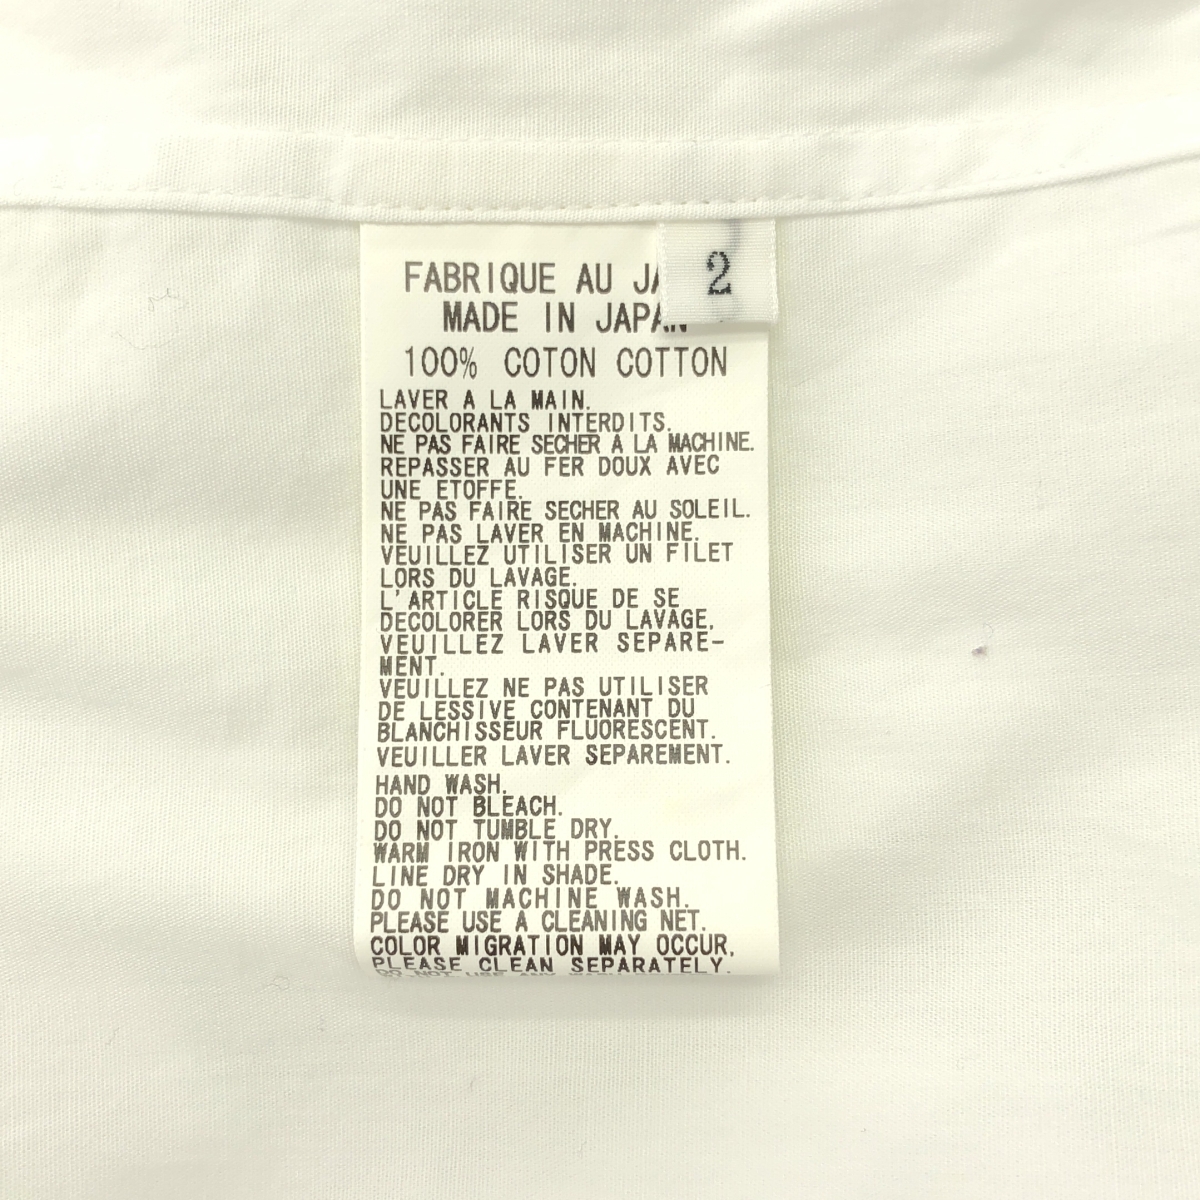 2
FABRIQUE AU
MADE IN JAPAN
100% COTON COTTON
LAVER A LA MAIN.
DECOLORANTS INTERDITS.
NE PAS FAIRE SECHER A LA MACHINE.
REPASSER AU FER DOUX AVEC
UNE ETOFFE.
NE PAS FAIRE SECHER AU SOLEIL.
NE PAS LAVER EN MACHINE.
VEUILLEZ UTILISER UN FILET
LORS DU LAVAGE.
L'ARTICLE RISQUE DE SE
DECOLORER LORS DU LAVAGE,
VEUILLEZ LAVER SEPARE-
MENT.
VEUILLEZ NE PAS UTILISER
DE LESSIVE CONTENANT DU
BLANCHISSEUR FLUORESCENT.
VEUILLER LAVER SEPAREMENT.
HAND WASH.
DO NOT BLEACH.
DO NOT TUMBLE DRY.
WARM IRON WITH PRESS CLOTH.
LINE DRY IN SHADE.
DO NOT MACHINE WASH.
PLEASE USE A CLEANING NET.
COLOR MIGRATION MAY OCCUR,
PLEASE CLEAN SEPARATELY.